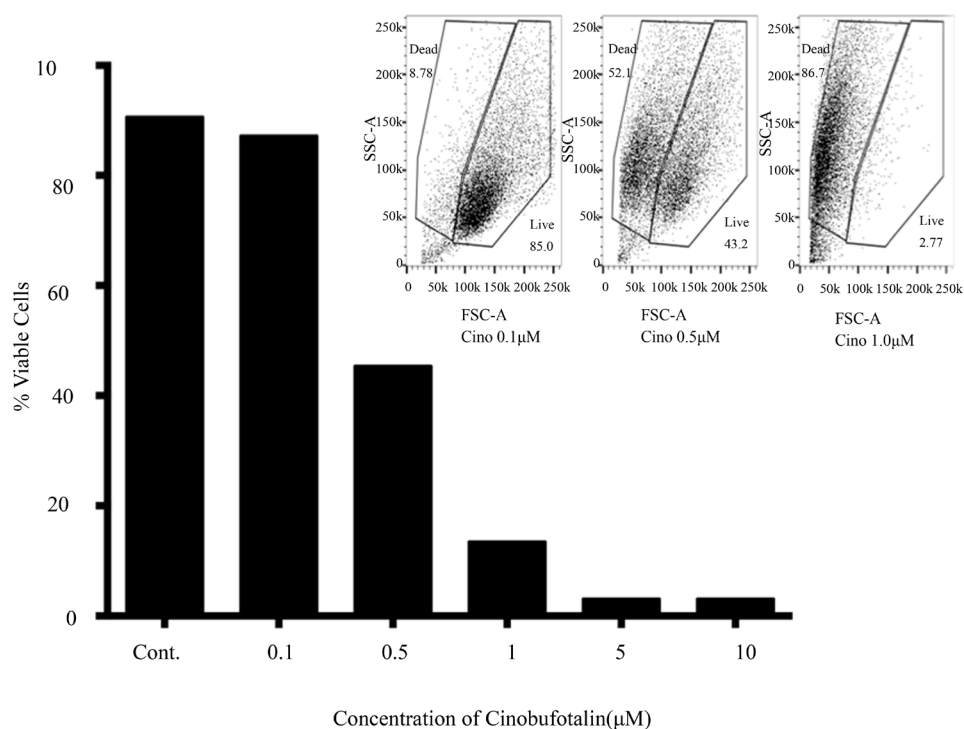 10
80
60
40
20
0
% Viable Cells
Cont.
0.1
0.5
1
5
10
Concentration of Cinobufotalin(μM)
250k
200k
150k
100k
50k
0
SSC-A
Dead
8.78
Live
85.0
0 50k 100k 150k 200k 250k
FSC-A
Cino 0.1μM
250k
200k
150k
100k
50k
0
SSC-A
Dead
52.1
Live
43.2
0 50k 100k 150k 200k 250k
FSC-A
Cino 0.5μM
250k
200k
150k
100k
50k
0
SSC-A
Dead
86.7
Live
2.77
0 50k 100k 150k 200k 250k
FSC-A
Cino 1.0μM